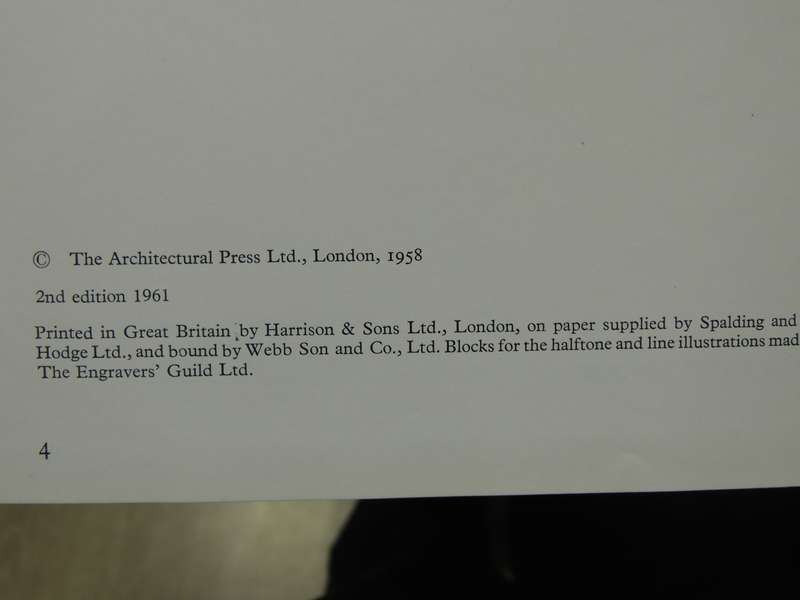 © The Architectural Press Ltd., London, 1958
2nd edition 1961
Printed in Great Britain by Harrison & Sons Ltd., London, on paper supplied by Spalding and
Hodge Ltd., and bound by Webb Son and Co., Ltd. Blocks for the halftone and line illustrations mad
The Engravers' Guild Ltd.
4